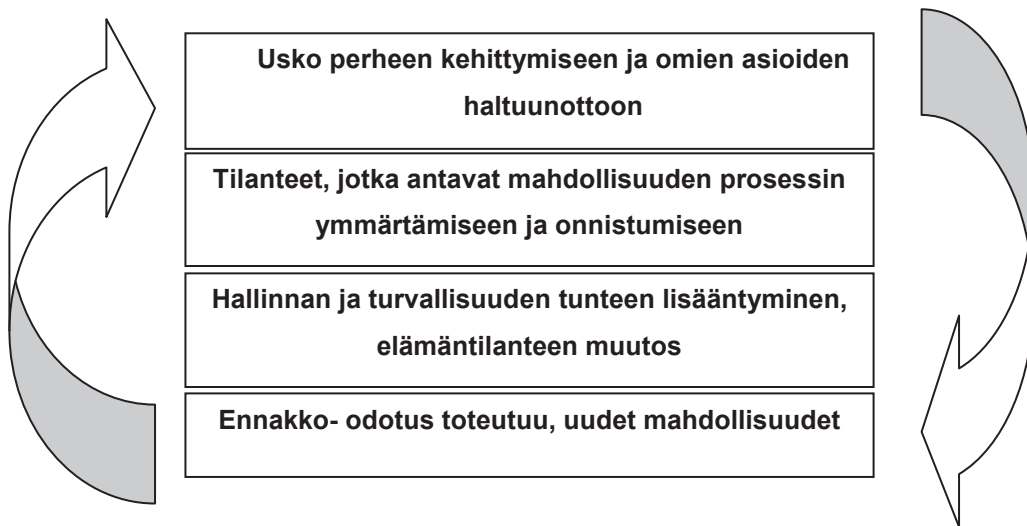 Usko perheen kehittymiseen ja omien asioiden
haltuunottoon
Tilanteet, jotka antavat mahdollisuuden prosessin
ymmärtämiseen ja onnistumiseen
Hallinnan ja turvallisuuden tunteen lisääntyminen,
elämäntilanteen muutos
Ennakko- odotus toteutuu, uudet mahdollisuudet